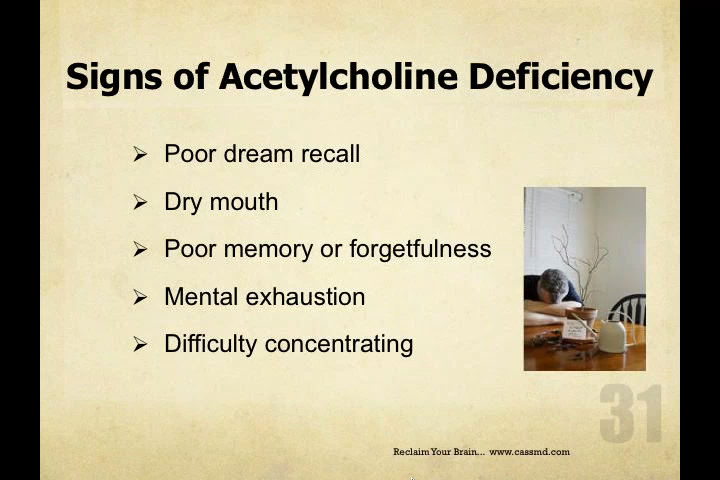 Signs of Acetylcholine Deficiency
➢ Poor dream recall
➢ Dry mouth
➢ Poor memory or forgetfulness
➢ Mental exhaustion
➢ Difficulty concentrating
31
Reclaim Your Brain... www.cassmd.com